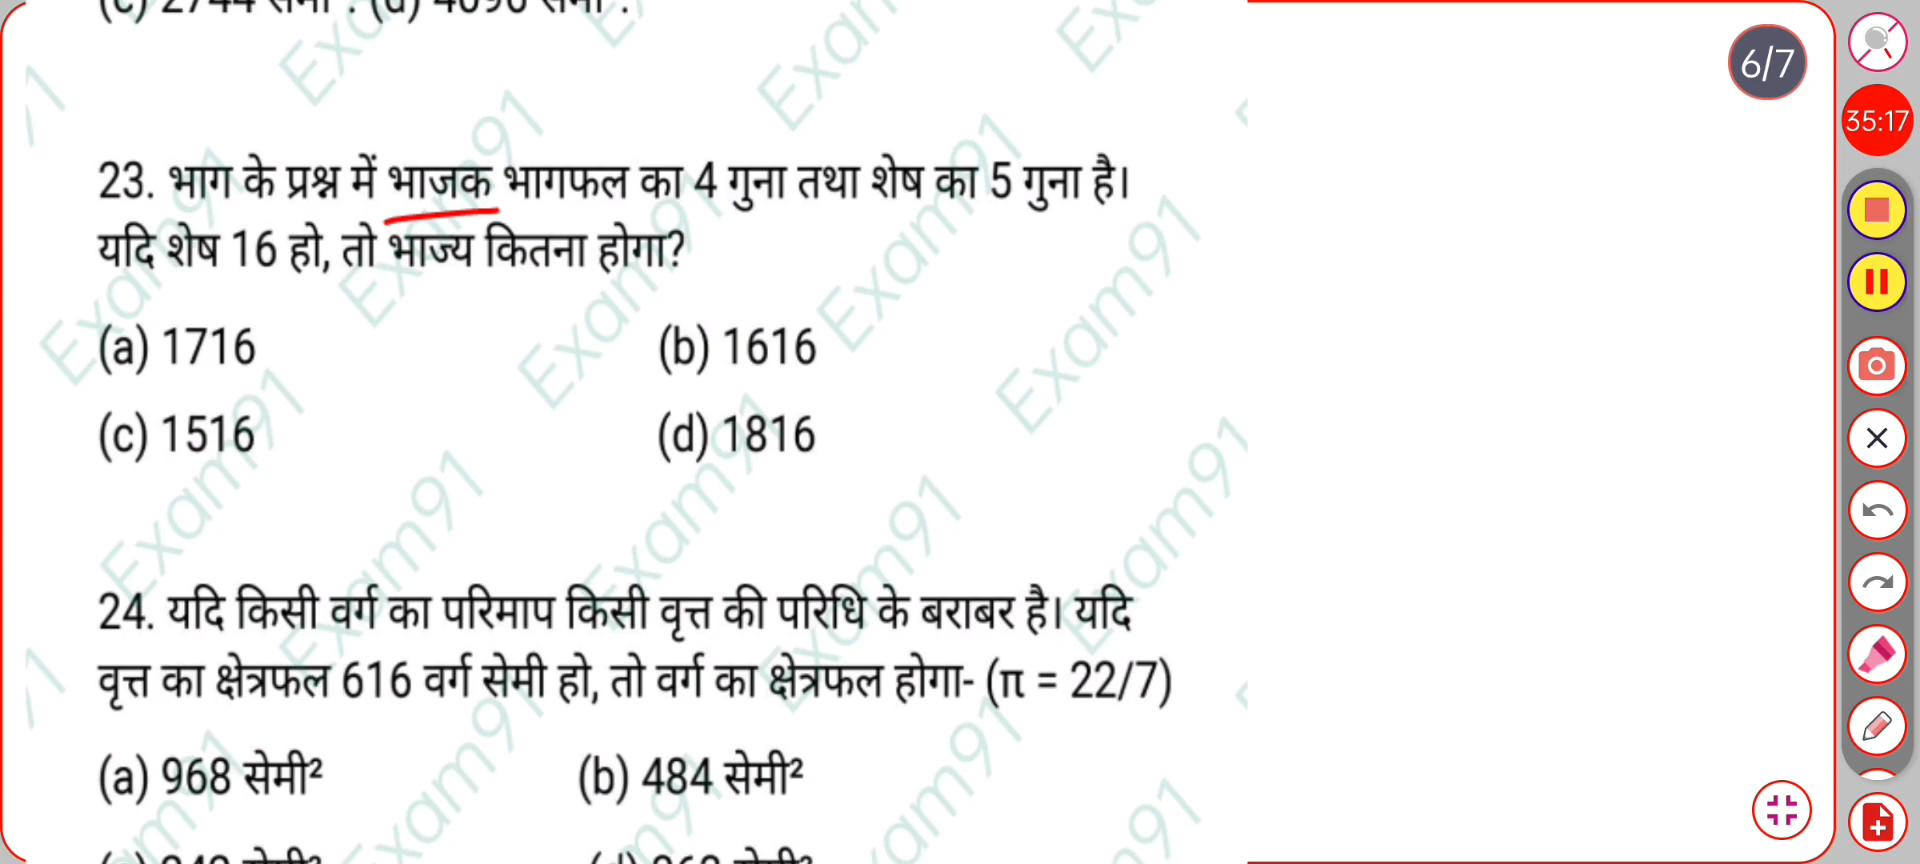 6/7
35:17
23. भाग के प्रश्न में भाजक भागफल का 4 गुना तथा शेष का 5 गुना है।
यदि शेष 16 हो, तो भाज्य कितना होगा?
(a) 1716 (b) 1616
(c) 1516 (d) 1816
24. यदि किसी वर्ग का परिमाप किसी वृत्त की परिधि के बराबर है। यदि
वृत्त का क्षेत्रफल 616 वर्ग सेमी हो, तो वर्ग का क्षेत्रफल होगा- (π = 22/7)
(a) 968 सेमी² (b) 484 सेमी²
Exam91